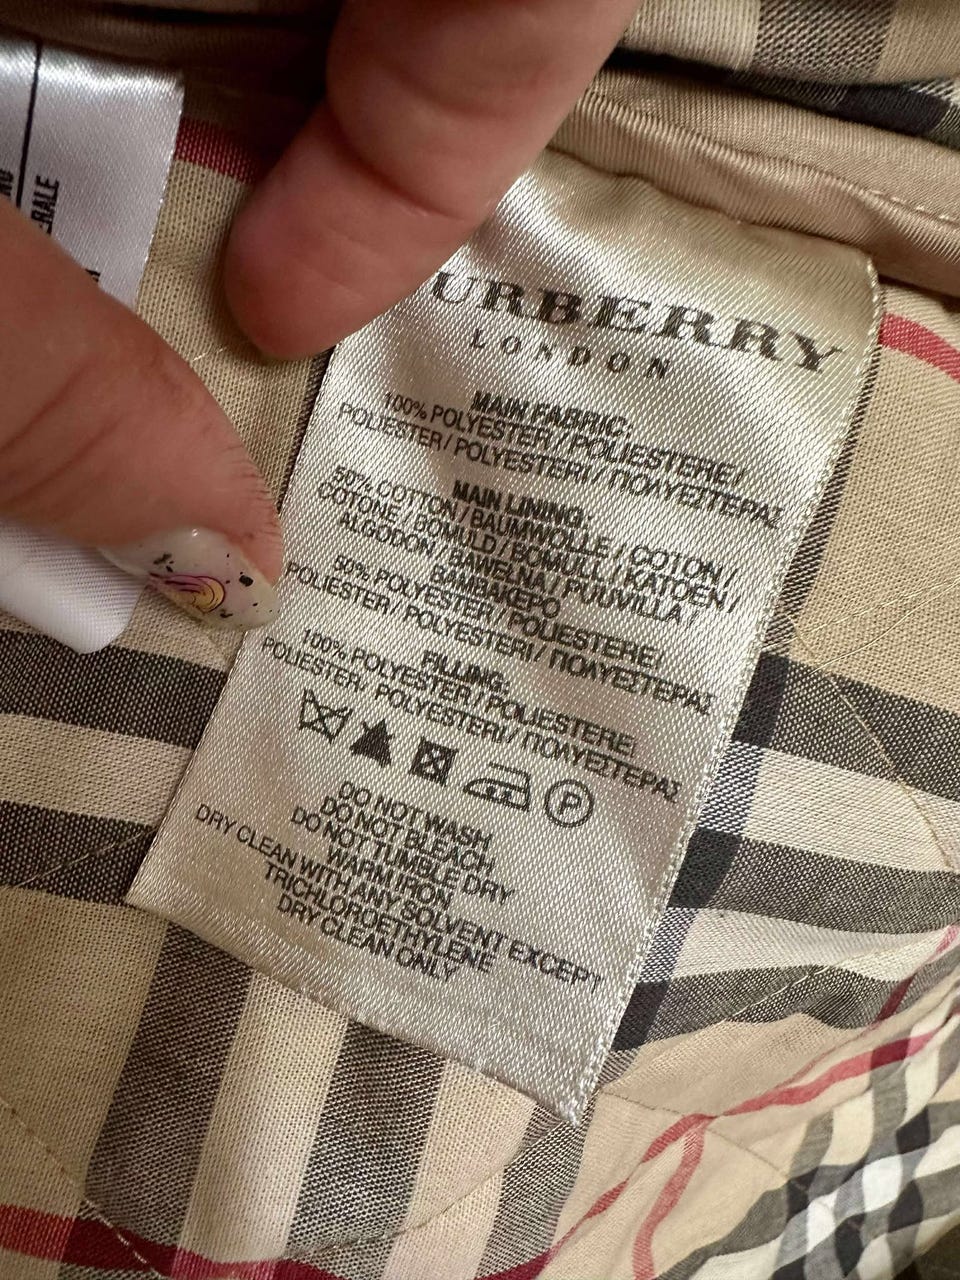 ERALE
URBERRY
LONDON
MAIN FABRIC.
100% POLYESTER / POLIESTERE /
POLIESTER / POLYESTERI / ΠΟΛΥΕΣΤΕΡΑΣ
MAIN LINING.
50% COTTON / BAUMWOLLE / COTON /
COTONE / BOMULD / BOMULL / KATOEN /
ALGODON / BAWEŁNA / PUUVILLA /
BAMBAKEPO
50% POLYESTER / POLIESTERE/
POLIESTER / POLYESTERI / ΠΟΛΥΕΣΤΕΡΑΣ
FILLING.
100% POLYESTER / POLIESTERE
POLIESTER/ POLYESTERI/ ΠΟΛΥΕΣΤΕΡΑΣ
P
DO NOT WASH
DO NOT BLEACH
DO NOT TUMBLE DRY
WARM IRON
DRY CLEAN WITH ANY SOLVENT EXCEPT
TRICHLOROETHYLENE
DRY CLEAN ONLY